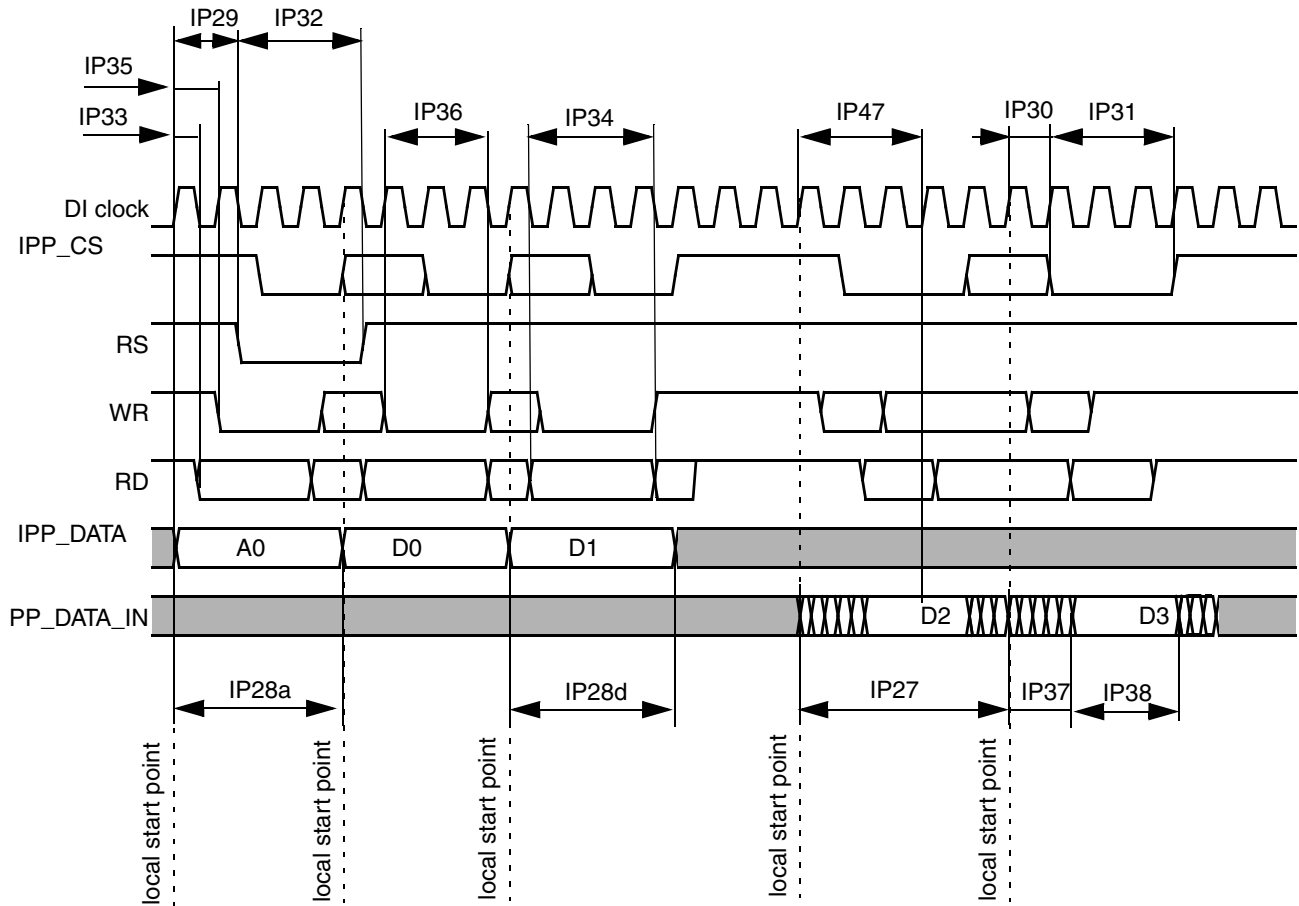 IP29
IP32
IP35
IP33
IP36
IP34
IP47
IP30
IP31
DI clock
IPP_CS
RS
WR
RD
IPP_DATA
A0
D0
D1
PP_DATA_IN
D2
D3
IP28a
IP28d
IP27
IP37
IP38
local start point
local start point
local start point
local start point
local start point